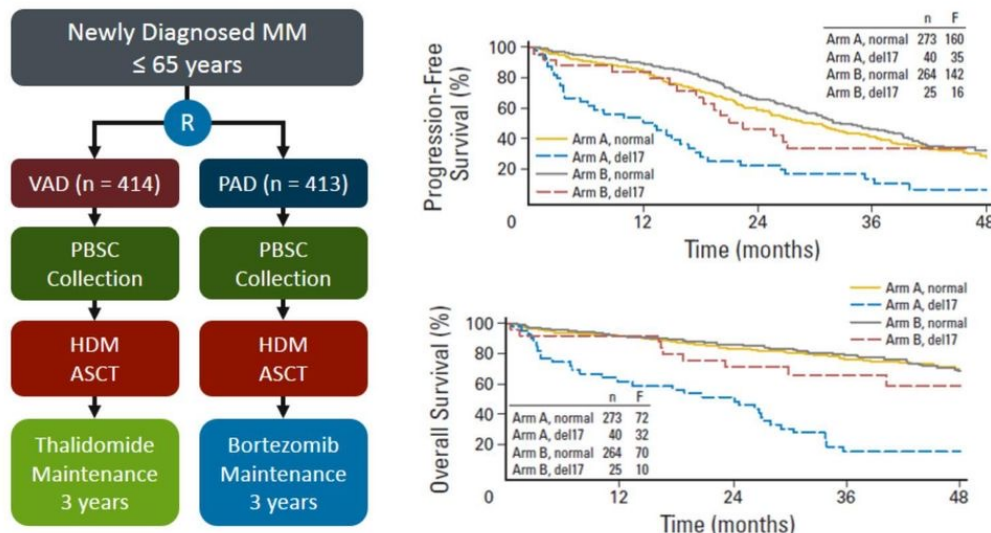 Newly Diagnosed MM
≤ 65 years
R
VAD (n = 414)
PAD (n = 413)
PBSC
Collection
PBSC
Collection
HDM
ASCT
HDM
ASCT
Thalidomide
Maintenance
3 years
Bortezomib
Maintenance
3 years
Progression-Free
Survival (%)
100
80
60
40
20
0
12
24
36
48
Time (months)
n F
Arm A, normal 273 160
Arm A, del17 40 35
Arm B, normal 264 142
Arm B, del17 25 16
Arm A, normal
Arm A, del17
Arm B, normal
Arm B, del17
Overall Survival (%)
100
80
60
40
20
0
12
24
36
48
Time (months)
Arm A, normal
Arm A, del17
Arm B, normal
Arm B, del17
n F
Arm A, normal 273 72
Arm A, del17 40 32
Arm B, normal 264 70
Arm B, del17 25 10